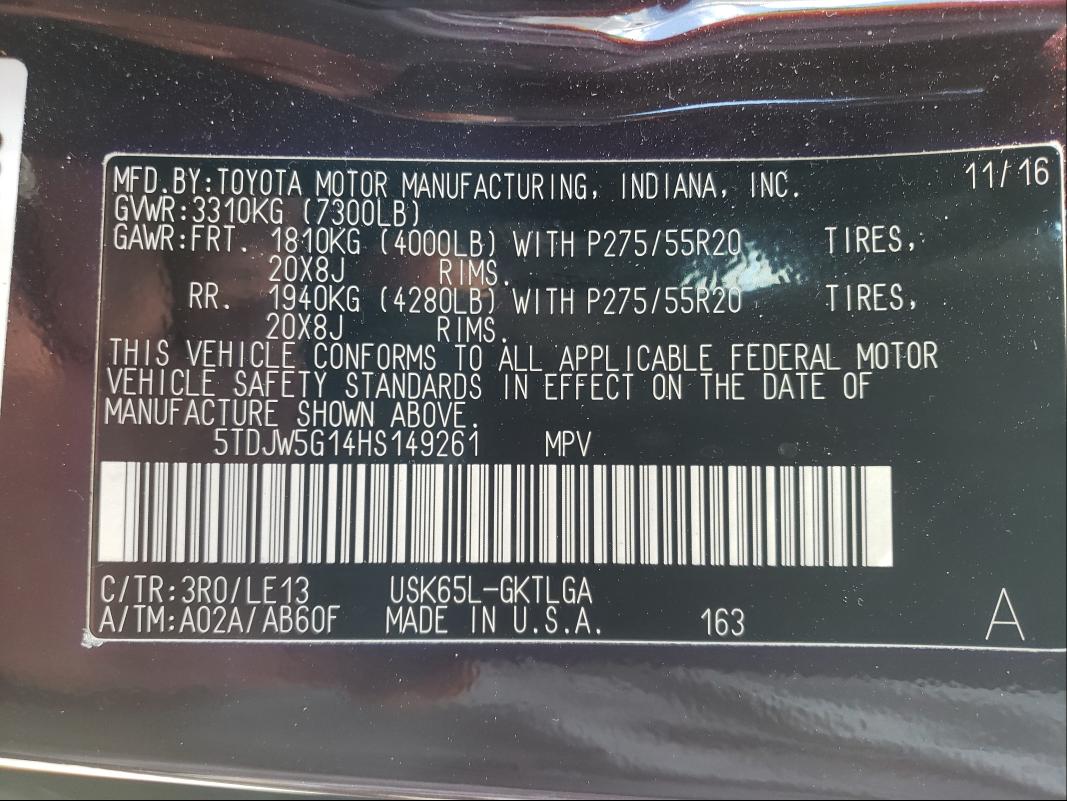 MFD.BY:TOYOTA MOTOR MANUFACTURING, INDIANA, INC. 11/16
GVWR:3310KG (7300LB)
GAWR:FRT. 1810KG (4000LB) WITH P275/55R20 TIRES,
20X8J RIMS.
RR. 1940KG (4280LB) WITH P275/55R20 TIRES,
20X8J RIMS.
THIS VEHICLE CONFORMS TO ALL APPLICABLE FEDERAL MOTOR
VEHICLE SAFETY STANDARDS IN EFFECT ON THE DATE OF
MANUFACTURE SHOWN ABOVE.
5TDJW5G14HS149261 MPV
C/TR:3R0/LE13 USK65L-GKTLGA
A/TM:A02A/AB60F MADE IN U.S.A. 163 A